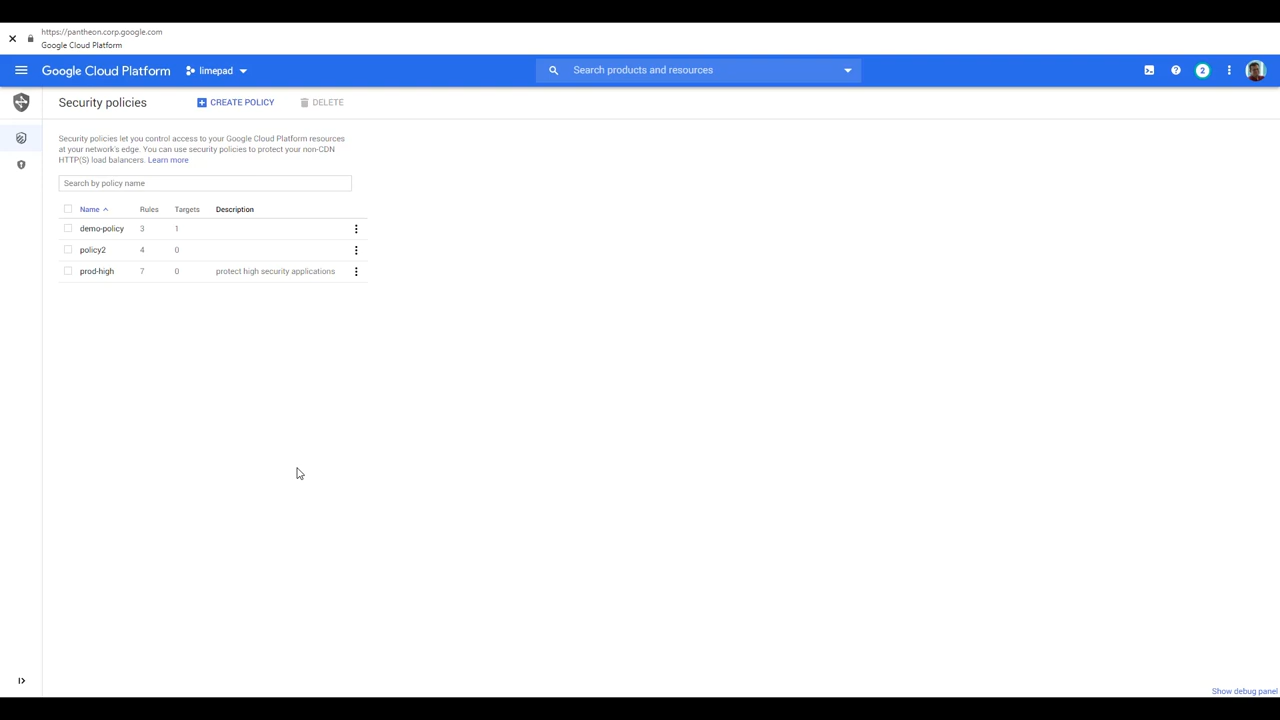 https://pantheon.corp.google.com
Google Cloud Platform
Google Cloud Platform limepad Search products and resources 2
Security policies CREATE POLICY DELETE
Security policies let you control access to your Google Cloud Platform resources
at your network's edge. You can use security policies to protect your non-CDN
HTTP(S) load balancers. Learn more
Search by policy name
Name Rules Targets Description
demo-policy 3 1
policy2 4 0
prod-high 7 0 protect high security applications
Show debug panel